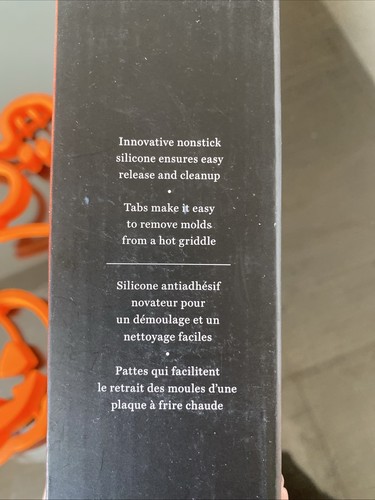 Innovative nonstick
silicone ensures easy
release and cleanup
•
Tabs make it easy
to remove molds
from a hot griddle
Silicone antiadhésif
novateur pour
un démoulage et un
nettoyage faciles
•
Pattes qui facilitent
le retrait des moules d'une
plaque à frire chaude